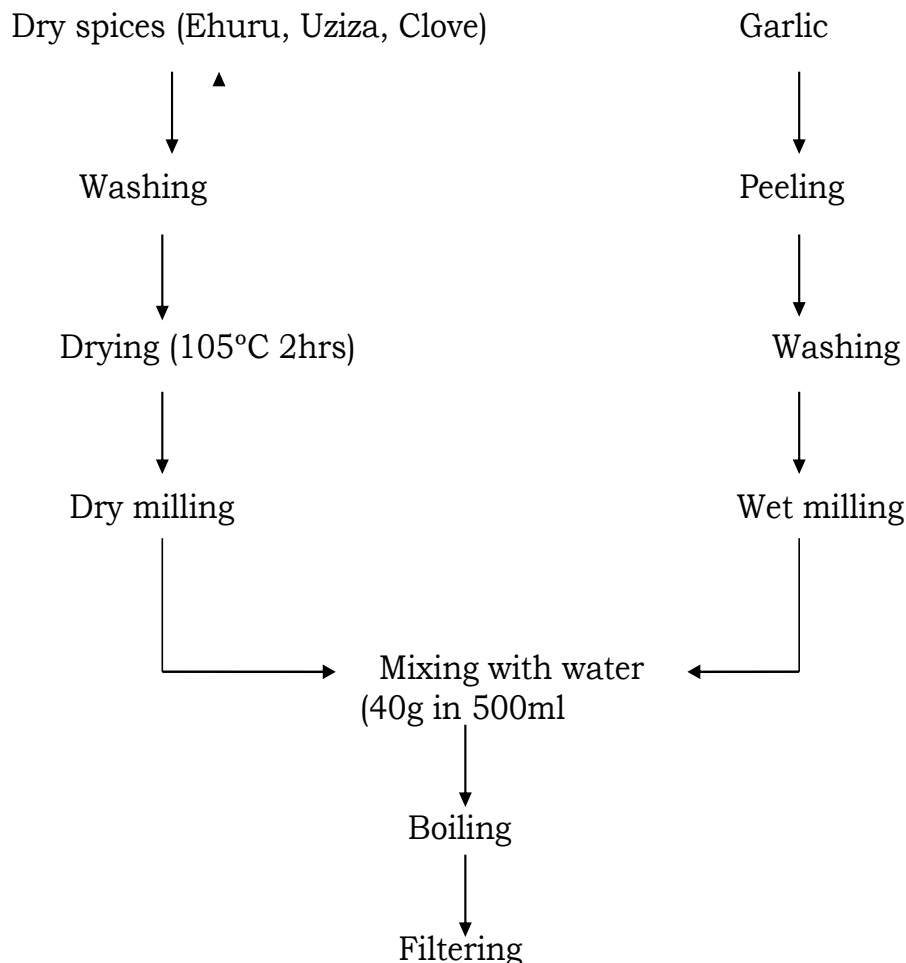 Dry spices (Ehuru, Uziza, Clove) Garlic
Washing Peeling
Drying (105°C 2hrs) Washing
Dry milling Wet milling
Mixing with water
(40g in 500ml
Boiling
Filtering